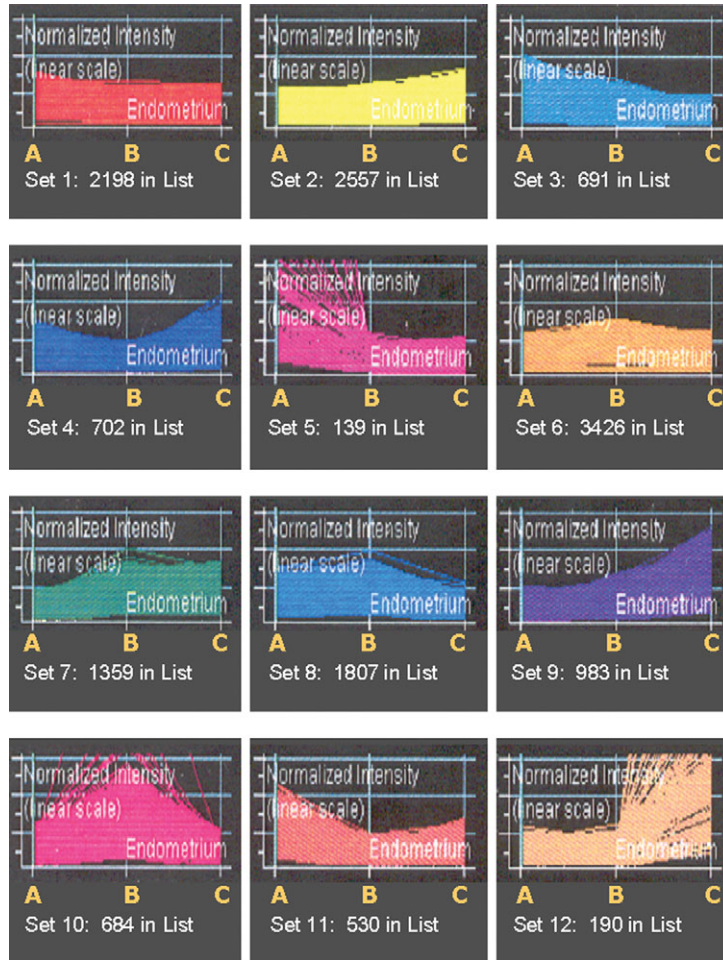 Normalized Intensity
(linear scale)
Endometrium
A B C
Set 1: 2198 in List
Normalized Intensity
(linear scale)
Endometrium
A B C
Set 2: 2557 in List
Normalized Intensity
(linear scale)
Endometrium
A B C
Set 3: 691 in List
Normalized Intensity
(linear scale)
Endometrium
A B C
Set 4: 702 in List
Normalized Intensity
(linear scale)
Endometrium
A B C
Set 5: 139 in List
Normalized Intensity
(linear scale)
Endometrium
A B C
Set 6: 3426 in List
Normalized Intensity
(linear scale)
Endometrium
A B C
Set 7: 1359 in List
Normalized Intensity
(linear scale)
Endometrium
A B C
Set 8: 1807 in List
Normalized Intensity
(linear scale)
Endometrium
A B C
Set 9: 983 in List
Normalized Intensity
(linear scale)
Endometrium
A B C
Set 10: 684 in List
Normalized Intensity
(linear scale)
Endometrium
A B C
Set 11: 530 in List
Normalized Intensity
(linear scale)
Endometrium
A B C
Set 12: 190 in List